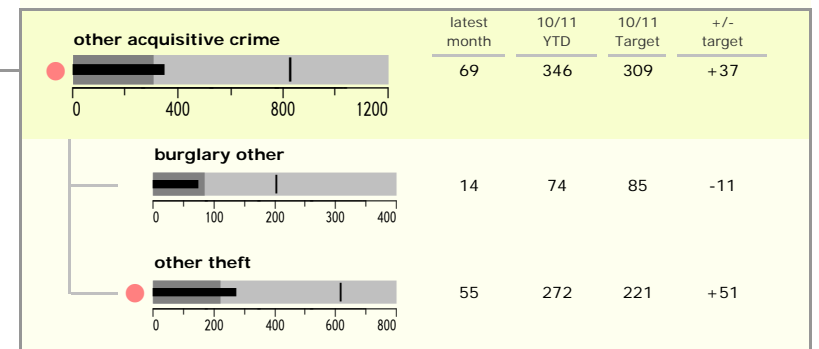 latest 10/11 10/11 +/-
month YTD Target target
other acquisitive crime
69 346 309 +37
0 400 800 1200
burglary other
14 74 85 -11
0 100 200 300 400
other theft
55 272 221 +51
0 200 400 600 800